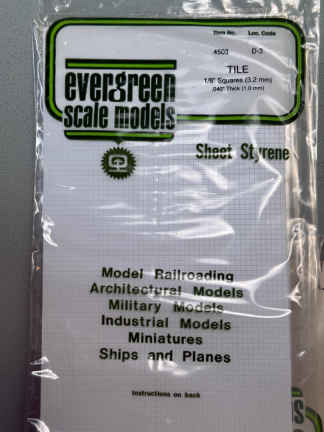 Item No. Loc. Code
4503 D-3
TILE
1/8" Squares (3.2 mm)
.040" Thick (1.0 mm)
evergreen
scale models
Sheet Styrene
Model Railroading
Architectural Models
Military Models
Industrial Models
Miniatures
Ships and Planes
Instructions on back